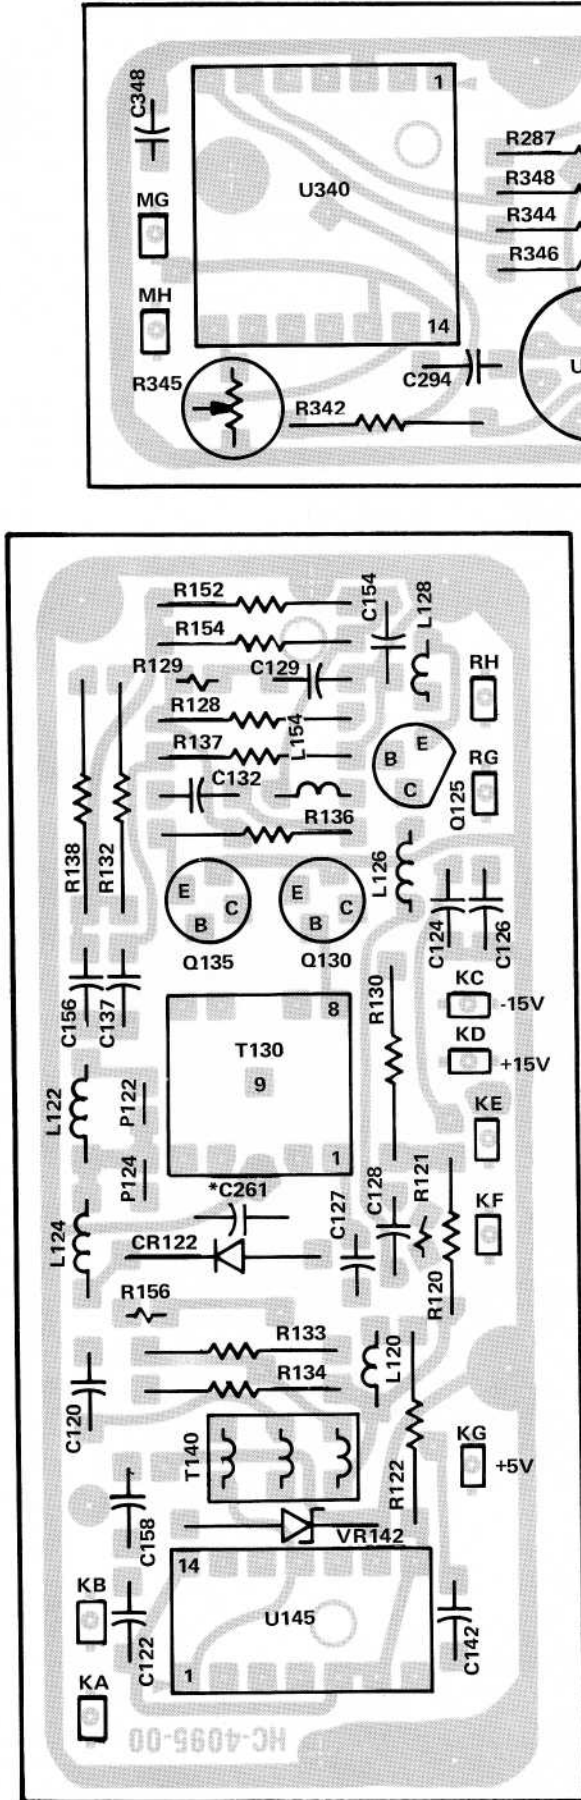 1
C348
R287
R348
U340
MG
R344
R346
MH
14
R345
C294
U
R342
R152
C154
L128
R154
R129
C129
RH
R128
L154
R137
E
B
RG
C132
C
Q125
R136
R138
R132
L126
E
C
B
E
C
B
C124
C126
Q135
Q130
KC
-15V
C156
C137
8
R130
T130
KD
+15V
9
L122
P122
KE
1
P124
R121
*C261
C128
KF
C127
L124
CR122
R156
R120
R133
L120
R134
C120
T140
KG
+5V
R122
C158
VR142
14
KB
U145
C122
C142
1
KA
HC-4095-00